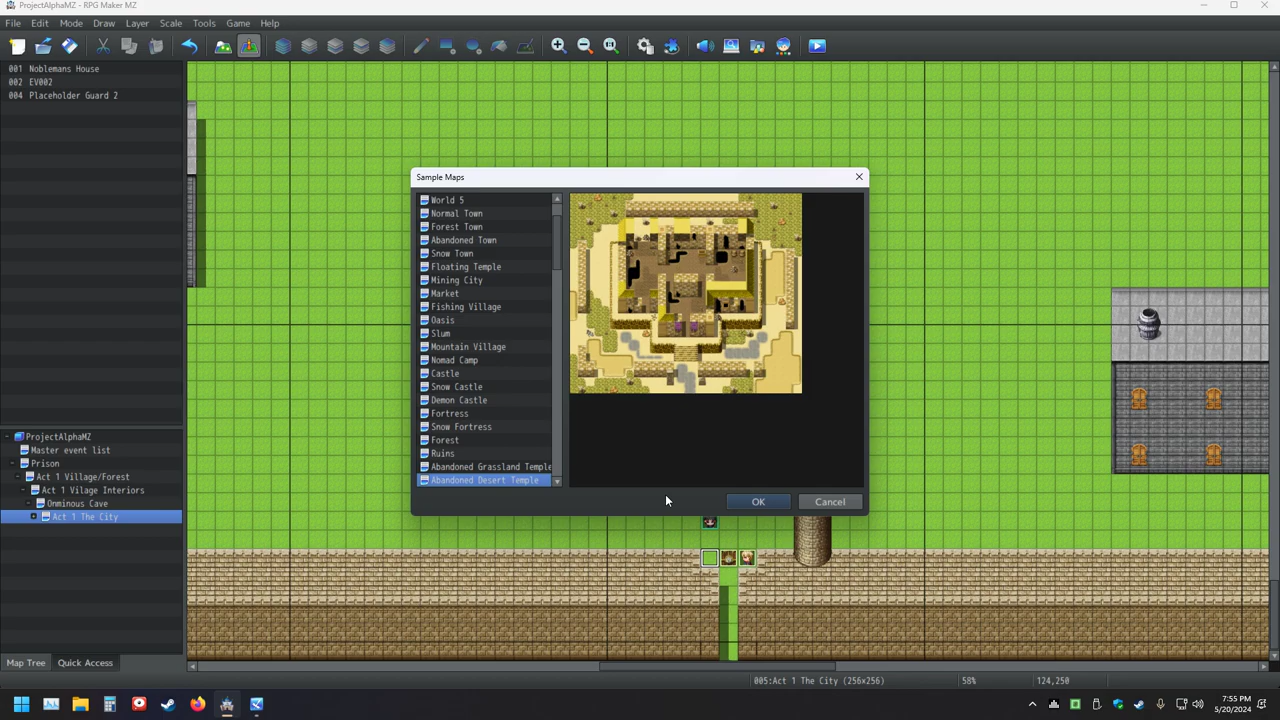 ProjectAlphaMZ - RPG Maker MZ
File Edit Mode Draw Layer Scale Tools Game Help
001 Noblemans House
002 EV002
004 Placeholder Guard 2
Sample Maps
World 5
Normal Town
Forest Town
Abandoned Town
Snow Town
Floating Temple
Mining City
Market
Fishing Village
Oasis
Slum
Mountain Village
Nomad Camp
Castle
Snow Castle
Demon Castle
Fortress
Snow Fortress
Forest
Ruins
Abandoned Grassland Temple
Abandoned Desert Temple
OK Cancel
ProjectAlphaMZ
Master event list
Prison
Act 1 Village/Forest
Act 1 Vilage Interiors
Onminous Cave
Act 1 The City
Map Tree Quick Access
005:Act 1 The City (256x256) 58% 124,250
7:55 PM
5/20/2024